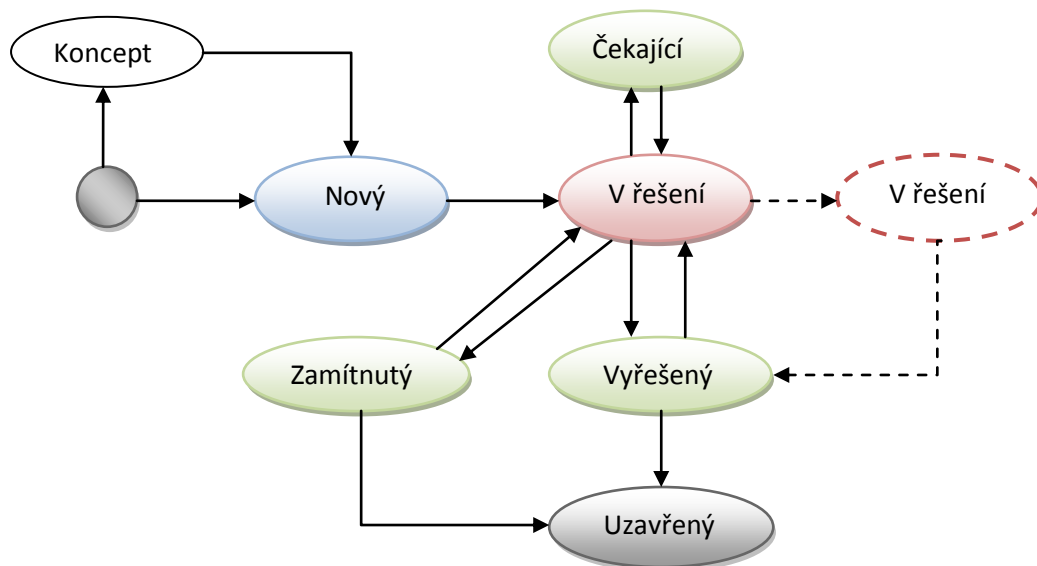 Koncept
Čekající
Nový
V řešení
V řešení
Zamítnutý
Vyřešený
Uzavřený